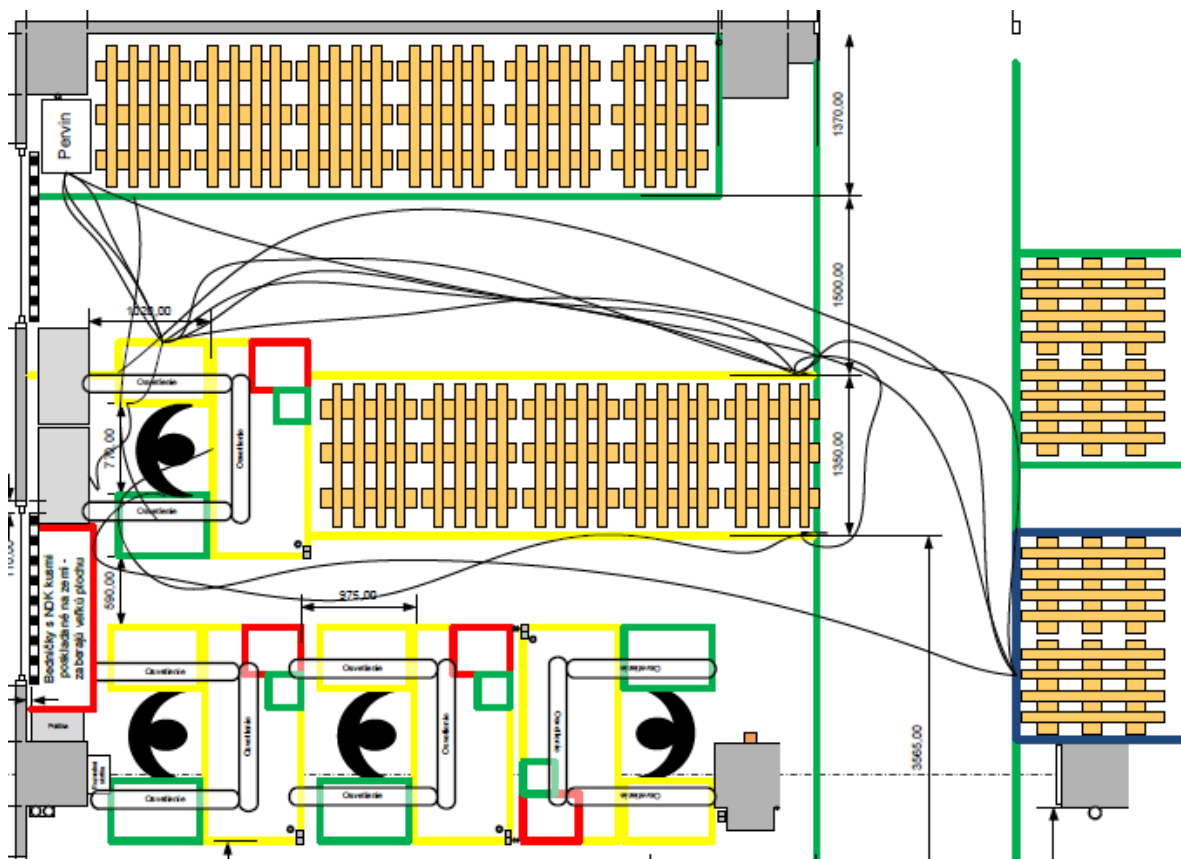 Pervin
1370,00
1500,00
1020,00
Osvetlenie
Osvetlenie
770,00
1350,00
Osvetlenie
Bedničky s NDK kusmi
poskladané na zemi -
zaberajú veľkú plochu
590,00
975,00
Osvetlenie
Osvetlenie
Osvetlenie
Osvetlenie
Osvetlenie
Osvetlenie
3565,00
Osvetlenie
Osvetlenie
Osvetlenie